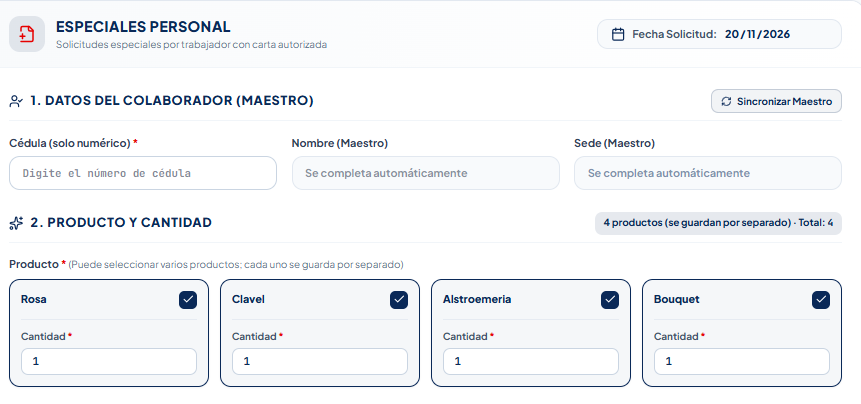 ESPECIALES PERSONAL
Solicitudes especiales por trabajador con carta autorizada
Fecha Solicitud: 20/11/2026
1. DATOS DEL COLABORADOR (MAESTRO)
Sincronizar Maestro
Cédula (solo numérico) *
Digite el número de cédula
Nombre (Maestro)
Se completa automáticamente
Sede (Maestro)
Se completa automáticamente
2. PRODUCTO Y CANTIDAD
4 productos (se guardan por separado) · Total: 4
Producto * (Puede seleccionar varios productos; cada uno se guarda por separado)
Rosa
Cantidad *
1
Clavel
Cantidad *
1
Alstroemeria
Cantidad *
1
Bouquet
Cantidad *
1